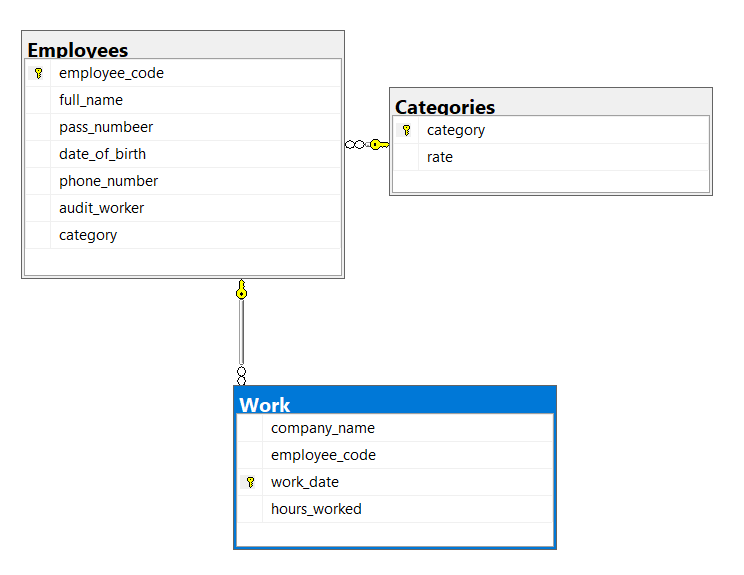 Employees
employee_code
full_name
pass_numbeer
date_of_birth
phone_number
audit_worker
category
Categories
category
rate
Work
company_name
employee_code
work_date
hours_worked